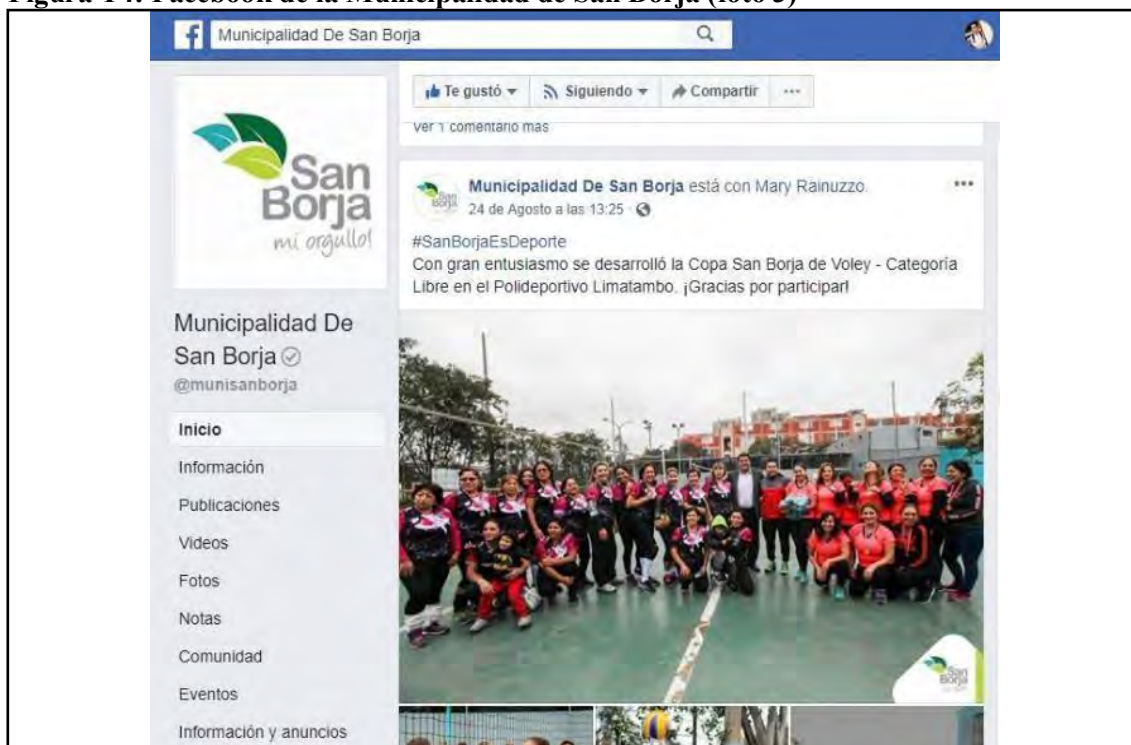 Figura 14: Facebook de la Municipalidad de San Borja (foto 3)
Municipalidad De San Borja
Te gustó
Siguiendo
Compartir
Ver 1 comentario más
San
Borja
mi orgullo!
Municipalidad De San Borja está con Mary Rainuzzo.
24 de Agosto a las 13:25
#SanBorjaEsDeporte
Con gran entusiasmo se desarrolló la Copa San Borja de Voley - Categoría
Libre en el Polideportivo Limatambo. ¡Gracias por participar!
Municipalidad De
San Borja
@munisanborja
Inicio
Información
Publicaciones
Videos
Fotos
Notas
Comunidad
Eventos
Información y anuncios
San
Borja